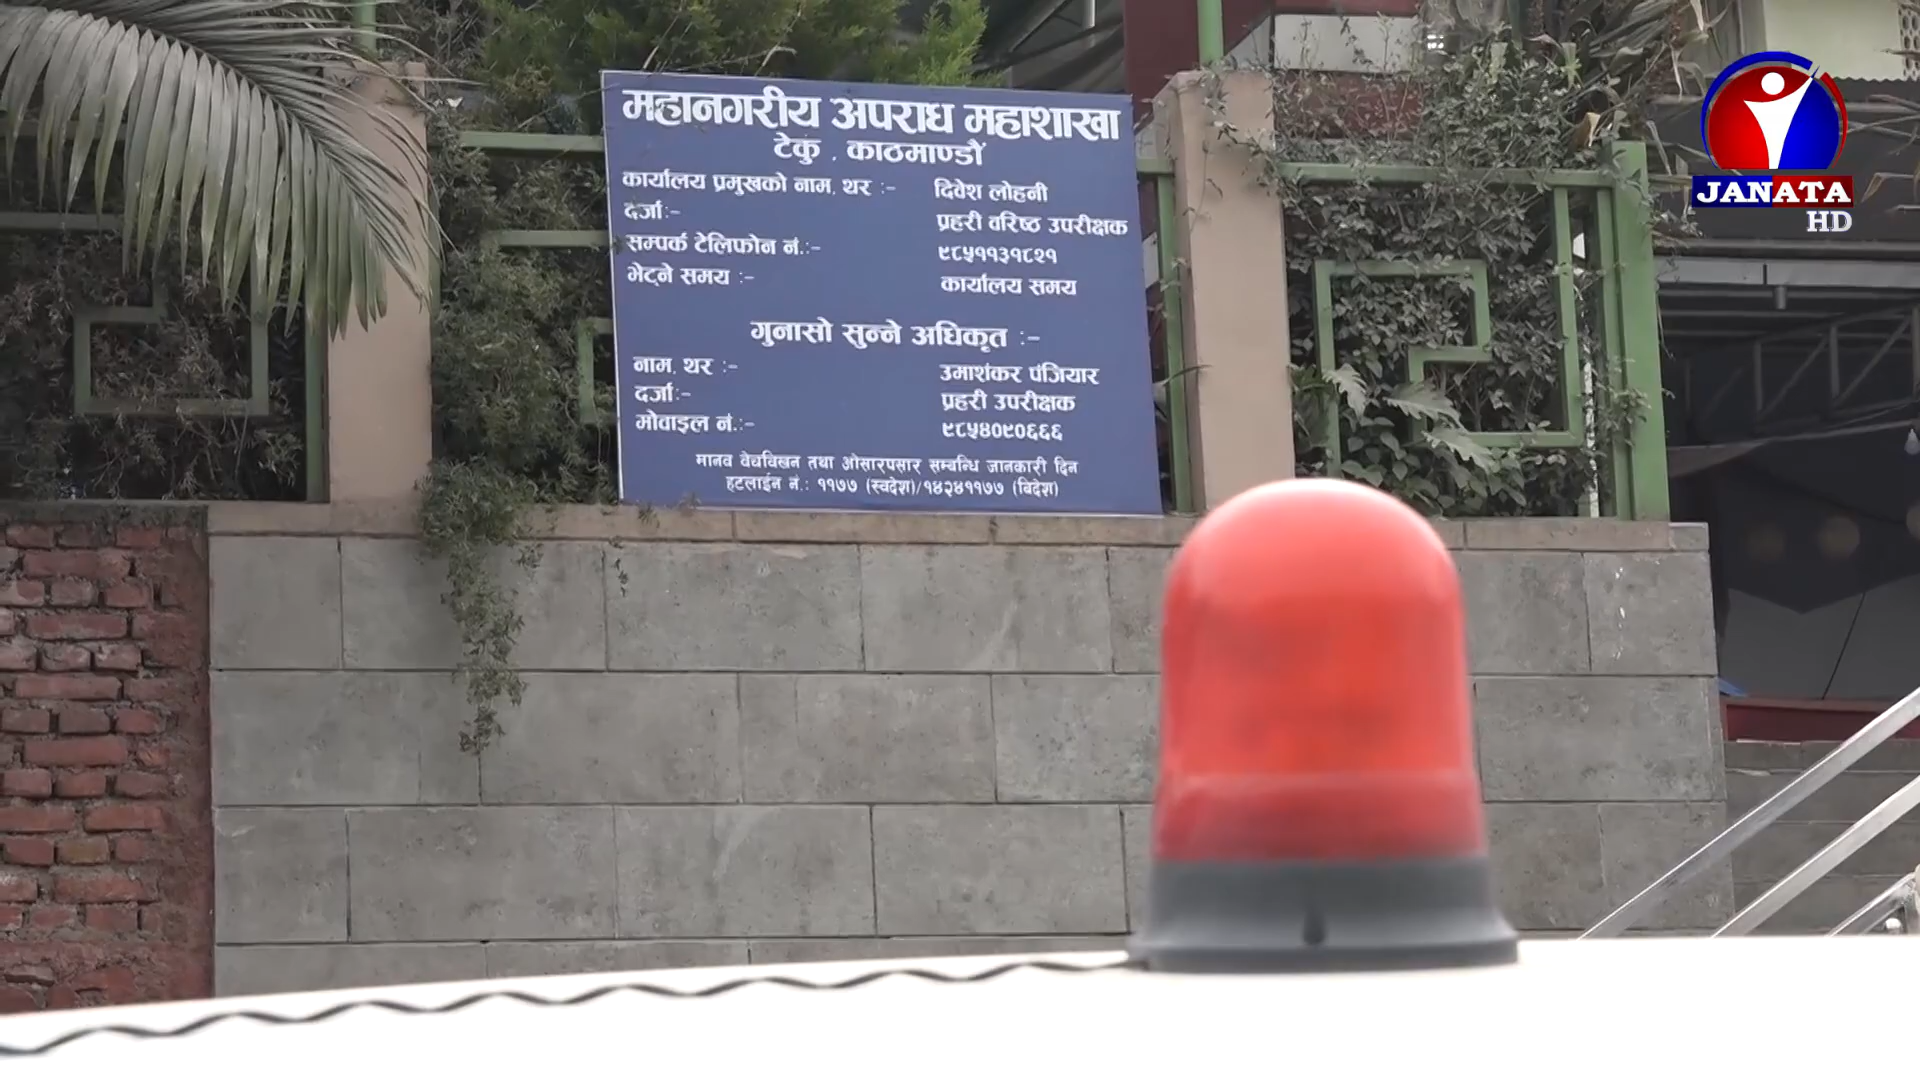 महानगरीय अपराध महाशाखा
टेकु , काठमाण्डौं
कार्यालय प्रमुखको नाम, थर :- दिवेश लोहनी
दर्जा:- प्रहरी वरिष्ठ उपरीक्षक
सम्पर्क टेलिफोन नं.:- ९८५११३१८२१
भेट्ने समय :- कार्यालय समय
गुनासो सुन्ने अधिकृत :-
नाम, थर :- उमाशंकर पंजियार
दर्जा:- प्रहरी उपरीक्षक
मोवाइल नं.:- ९८५४०९०६६६
मानव वेचविखन तथा ओसारपसार सम्बन्धि जानकारी दिन
हटलाईन नं.: ११७७ (स्वदेश)/१४२४११७७ (बिदेश)
JANATA
HD